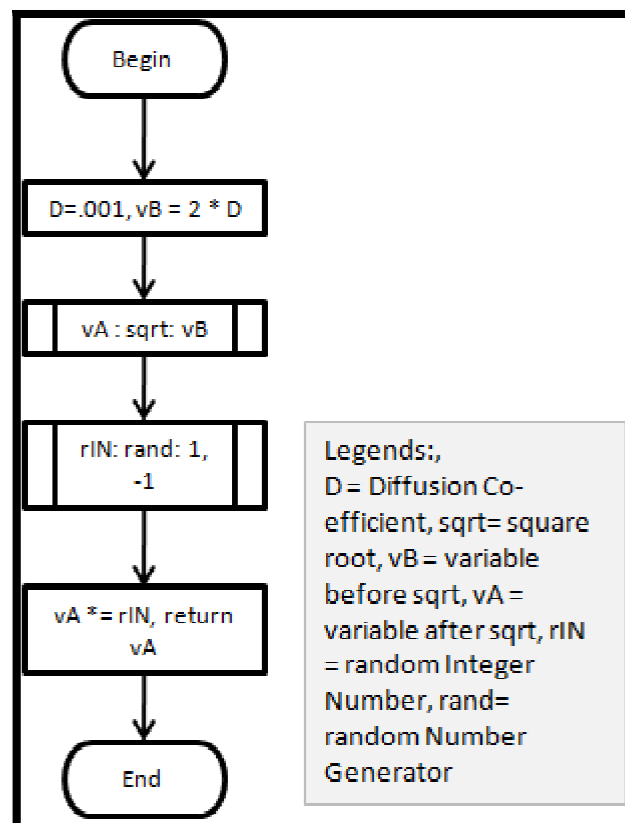 Begin
D=.001, vB = 2 * D
vA : sqrt: vB
rIN: rand: 1,
-1
vA *= rIN, return
vA
End
Legends:,
D = Diffusion Co-
efficient, sqrt= square
root, vB = variable
before sqrt, vA =
variable after sqrt, rIN
= random Integer
Number, rand=
random Number
Generator